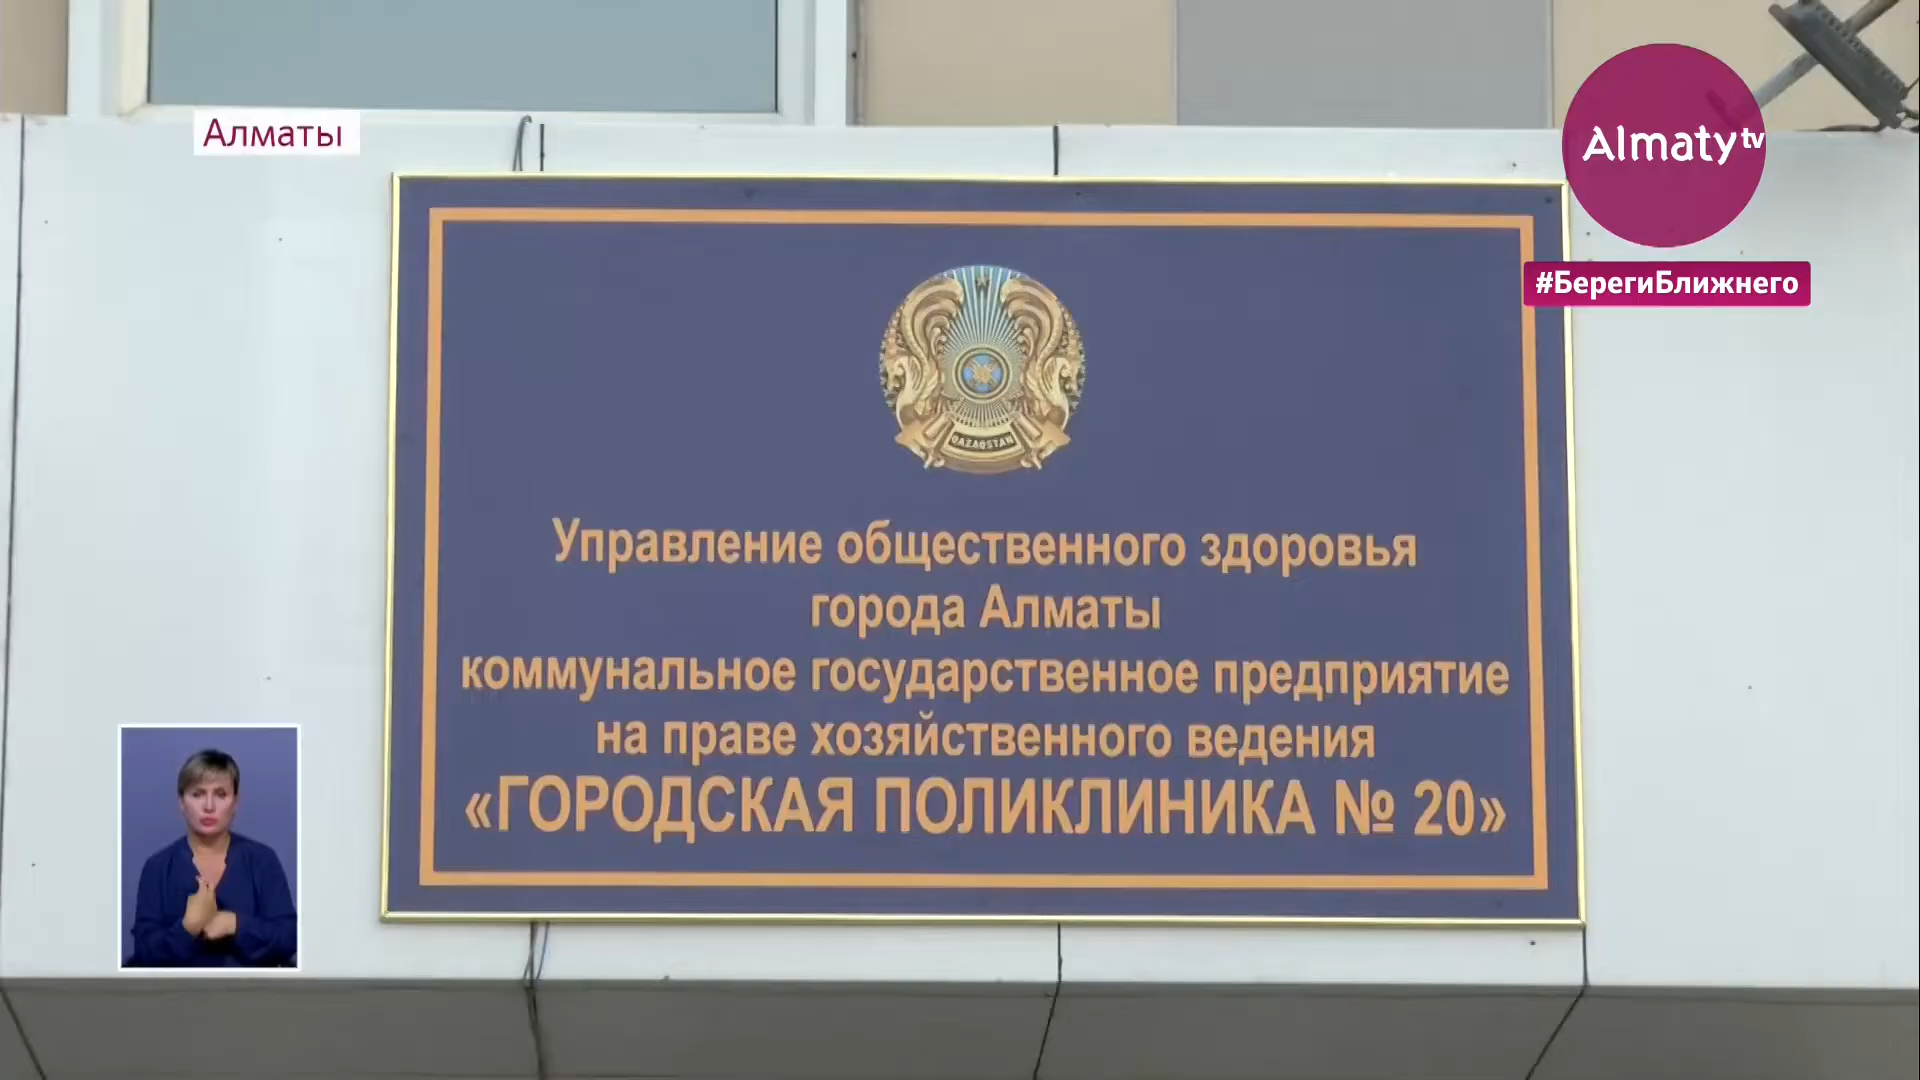 Алматы
Almaty tv
#БерегиБлижнего
QAZAQSTAN
Управление общественного здоровья
города Алматы
коммунальное государственное предприятие
на праве хозяйственного ведения
«ГОРОДСКАЯ ПОЛИКЛИНИКА № 20»